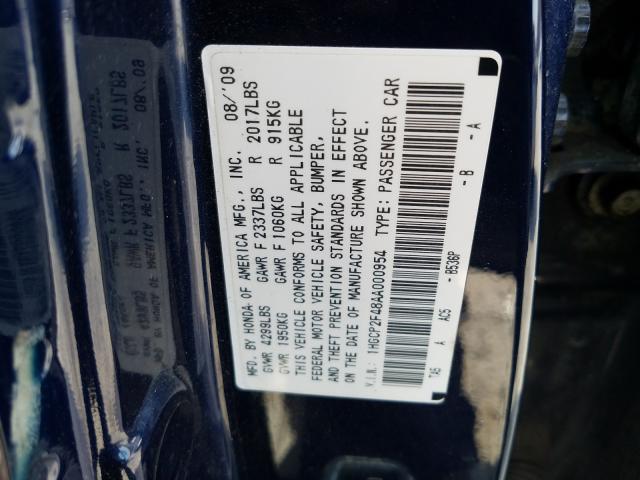 MFD. BY HONDA OF AMERICA MFG., INC. 08/'09
GVWR 4299LBS GAWR F 2337LBS R 2017LBS
GVWR 1950KG GAWR F 1060KG R 915KG
THIS VEHICLE CONFORMS TO ALL APPLICABLE
FEDERAL MOTOR VEHICLE SAFETY, BUMPER,
AND THEFT PREVENTION STANDARDS IN EFFECT
ON THE DATE OF MANUFACTURE SHOWN ABOVE.
V.I.N.: 1HGCP2F48AA000954 TYPE: PASSENGER CAR
TA5 A AC5 - B536P - B - A